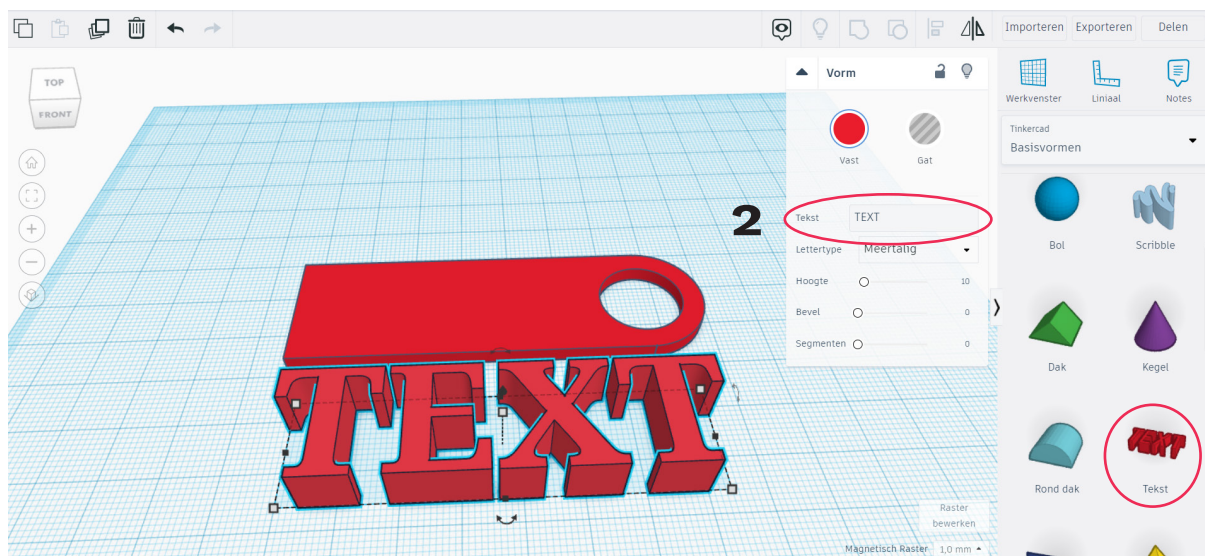 Importeren Exporteren Delen
TOP
FRONT
Vorm
Werkvenster Liniaal Notes
Tinkercad
Basisvormen
Vast Gat
2
Tekst TEXT
Lettertype Meertalig
Hoogte 10
Bevel 0
Segmenten 0
Bol Scribble
Dak Kegel
TEXT
TEXT
Rond dak Tekst
Raster
bewerken
Magnetisch Raster 1,0 mm